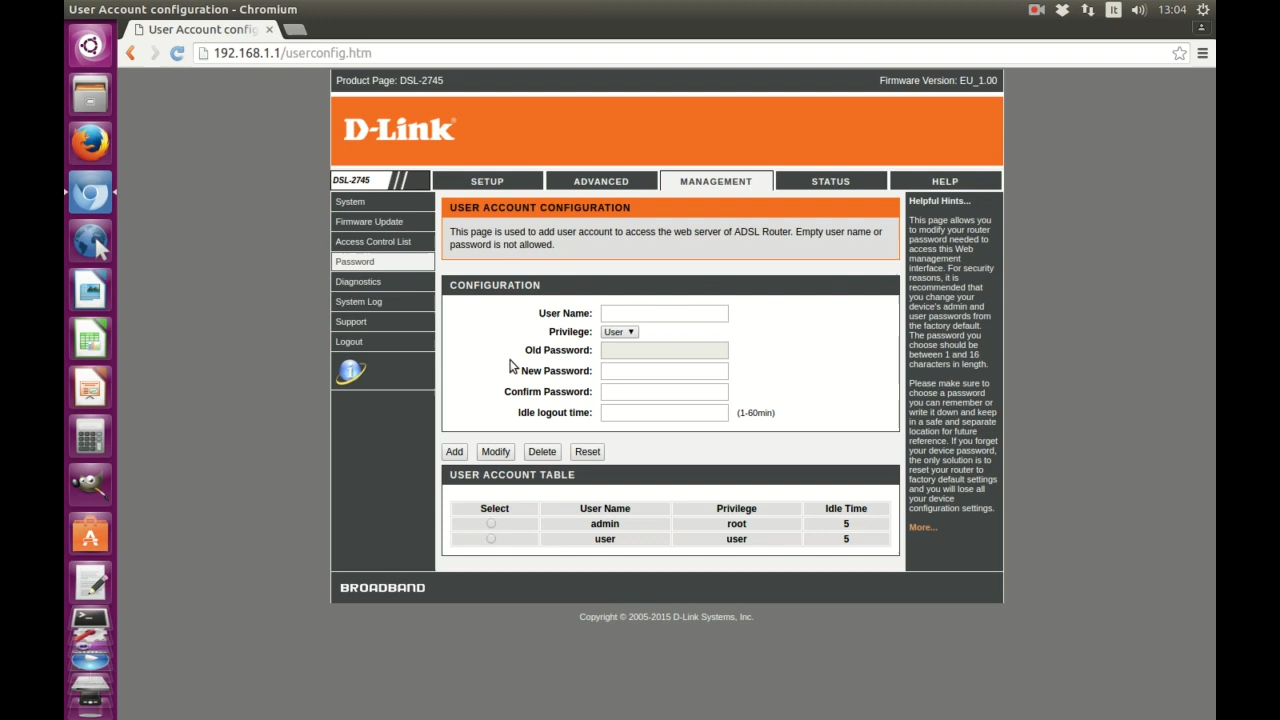 User Account configuration - Chromium
It
13:04
User Account config
192.168.1.1/userconfig.htm
Product Page: DSL-2745
Firmware Version: EU_1.00
D-Link
DSL-2745
SETUP
ADVANCED
MANAGEMENT
STATUS
HELP
System
Firmware Update
Access Control List
Password
Diagnostics
System Log
Support
Logout
USER ACCOUNT CONFIGURATION
This page is used to add user account to access the web server of ADSL Router. Empty user name or
password is not allowed.
CONFIGURATION
User Name:
Privilege: User
Old Password:
New Password:
Confirm Password:
Idle logout time: (1-60min)
Add Modify Delete Reset
USER ACCOUNT TABLE
Select User Name Privilege Idle Time
admin root 5
user user 5
Helpful Hints...
This page allows you
to modify your router
password needed to
access this Web
management
interface. For security
reasons, it is
recommended that
you change your
device's admin and
user passwords from
the factory default.
The password you
choose should be
between 1 and 16
characters in length.
Please make sure to
choose a password
you can remember or
write it down and keep
in a safe and separate
location for future
reference. If you forget
your device password,
the only solution is to
reset your router to
factory default settings
and you will lose all
your device
configuration settings.
More...
BROADBAND
Copyright © 2005-2015 D-Link Systems, Inc.